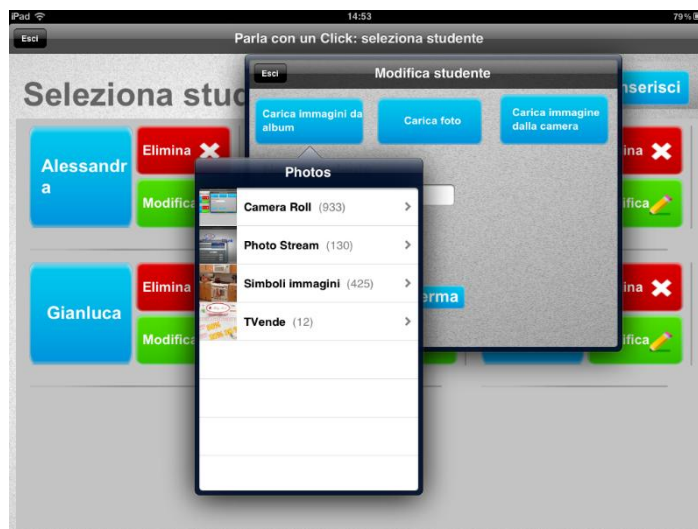 iPad 14:53 79%
Esci Parla con un Click: seleziona studente
Seleziona stud
nserisci
Esci Modifica studente
Carica immagini da
album
Carica foto
Carica immagine
dalla camera
Alessandr
a
Elimina
Modifica
ina
ifica
Photos
Camera Roll (933)
Photo Stream (130)
Simboli immagini (425)
TVende (12)
erma
Gianluca
Elimina
Modifica
ina
ifica